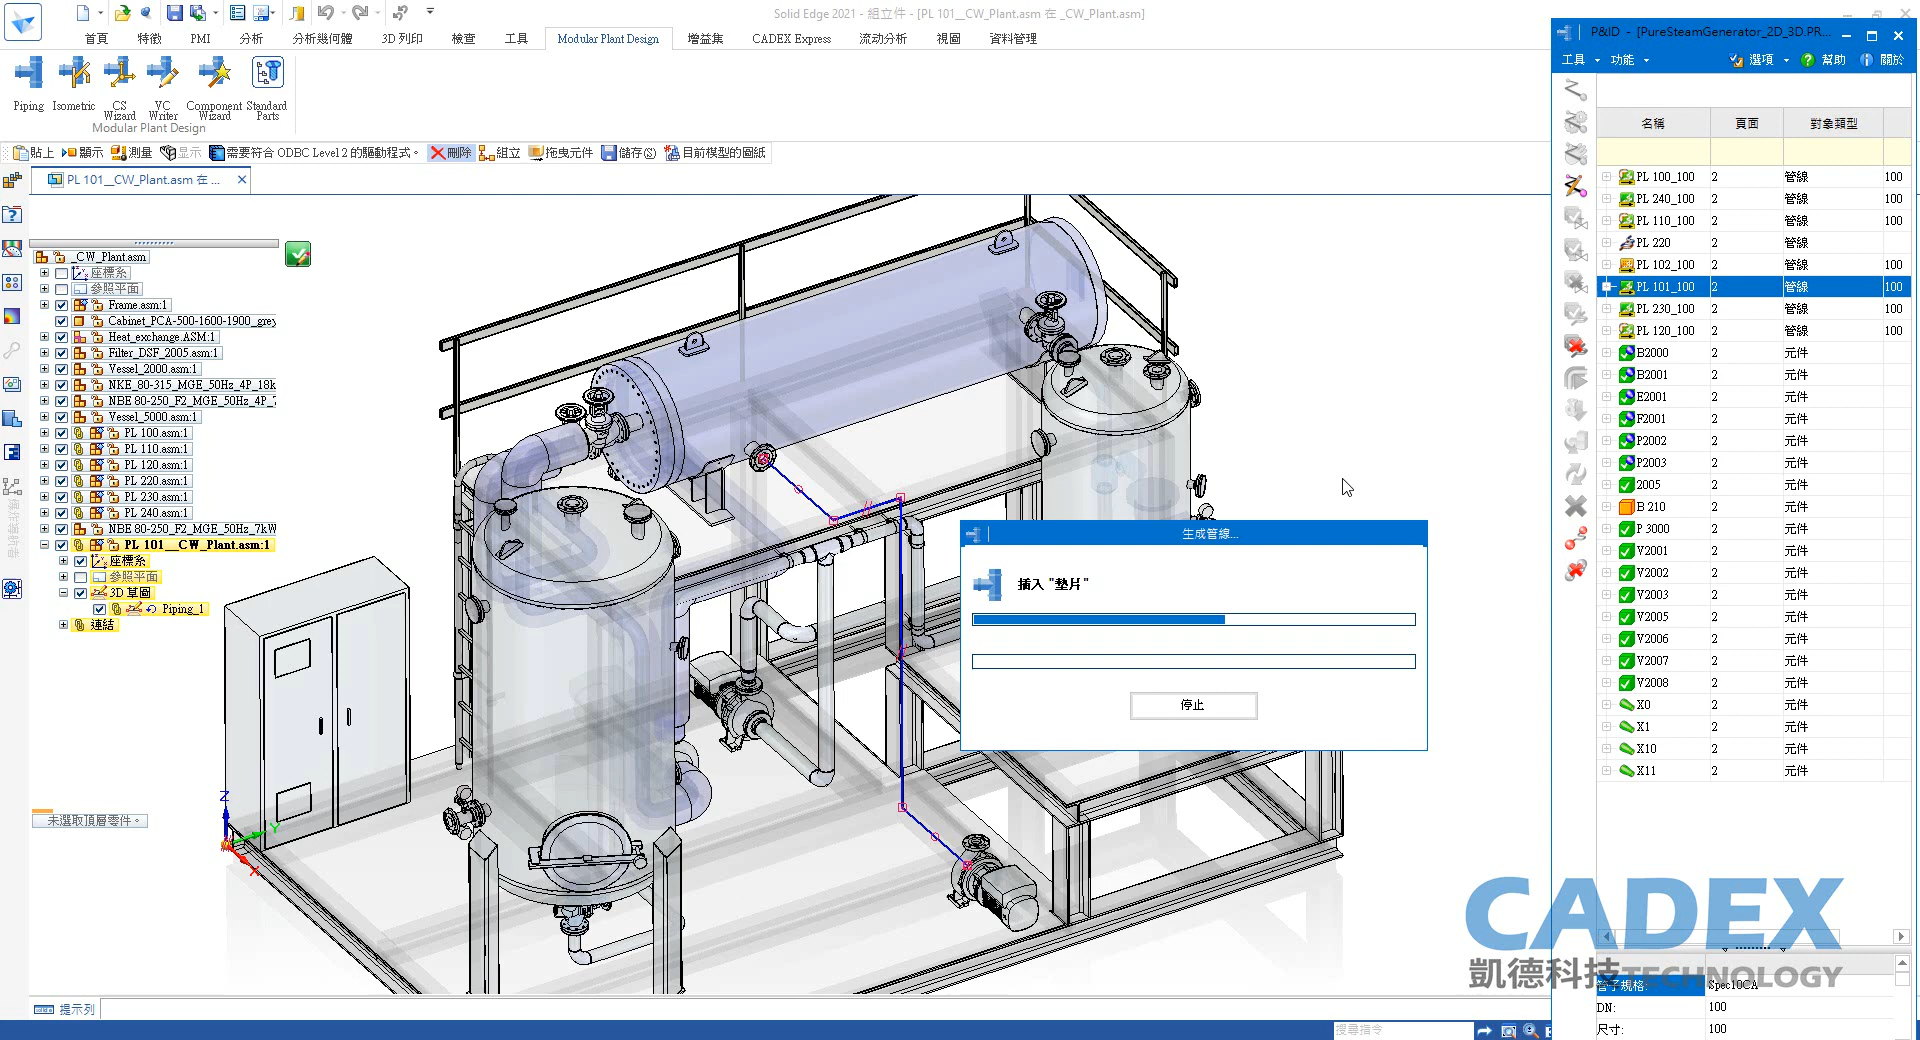 Solid Edge 2021 - 組立件 - [PL 101__CW_Plant.asm 在 _CW_Plant.asm]
首頁 特徵 PMI 分析 分析幾何體 3D 列印 檢查 工具 Modular Plant Design 增益集 CADEX Express 流动分析 視圖 資料管理
Piping Isometric CS Wizard VC Writer Component Wizard Standard Parts
Modular Plant Design
貼上 顯示 測量 顯示 需要符合 ODBC Level 2 的驅動程式。 刪除 組立 拖曳元件 儲存(S) 目前模型的圖紙
PL 101__CW_Plant.asm 在 ...
_CW_Plant.asm
座標系
參照平面
Frame.asm:1
Cabinet_PCA-500-1600-1900_grey
Heat_exchange.ASM:1
Filter_DSF_2005.asm:1
Vessel_2000.asm:1
NKE_80-315_MGE_50Hz_4P_18k
NBE 80-250_F2_MGE_50Hz_4P_7
Vessel_5000.asm:1
PL 100.asm:1
PL 110.asm:1
PL 120.asm:1
PL 220.asm:1
PL 230.asm:1
PL 240.asm:1
NBE 80-250_F2_MGE_50Hz_7kW
PL 101__CW_Plant.asm:1
座標系
參照平面
3D 草圖
Piping_1
連結
未選取頂層零件。
Z
Y
X
生成管線...
插入 "墊片"
停止
提示列
搜尋指令
P&ID - [PureSteamGenerator_2D_3D.PR...
工具 功能 選項 幫助 關於
名稱 頁面 對象類型
PL 100_100 2 管線 100
PL 240_100 2 管線 100
PL 110_100 2 管線 100
PL 220 2 管線
PL 102_100 2 管線 100
PL 101_100 2 管線 100
PL 230_100 2 管線 100
PL 120_100 2 管線 100
B2000 2 元件
B2001 2 元件
E2001 2 元件
F2001 2 元件
P2002 2 元件
P2003 2 元件
2005 2 元件
B 210 2 元件
P 3000 2 元件
V2001 2 元件
V2002 2 元件
V2003 2 元件
V2005 2 元件
V2006 2 元件
V2007 2 元件
V2008 2 元件
X0 2 元件
X1 2 元件
X10 2 元件
X11 2 元件
CADEX
凱德科技TECHNOLOGY
管子規格: Spec10CA
DN: 100
尺寸: 100